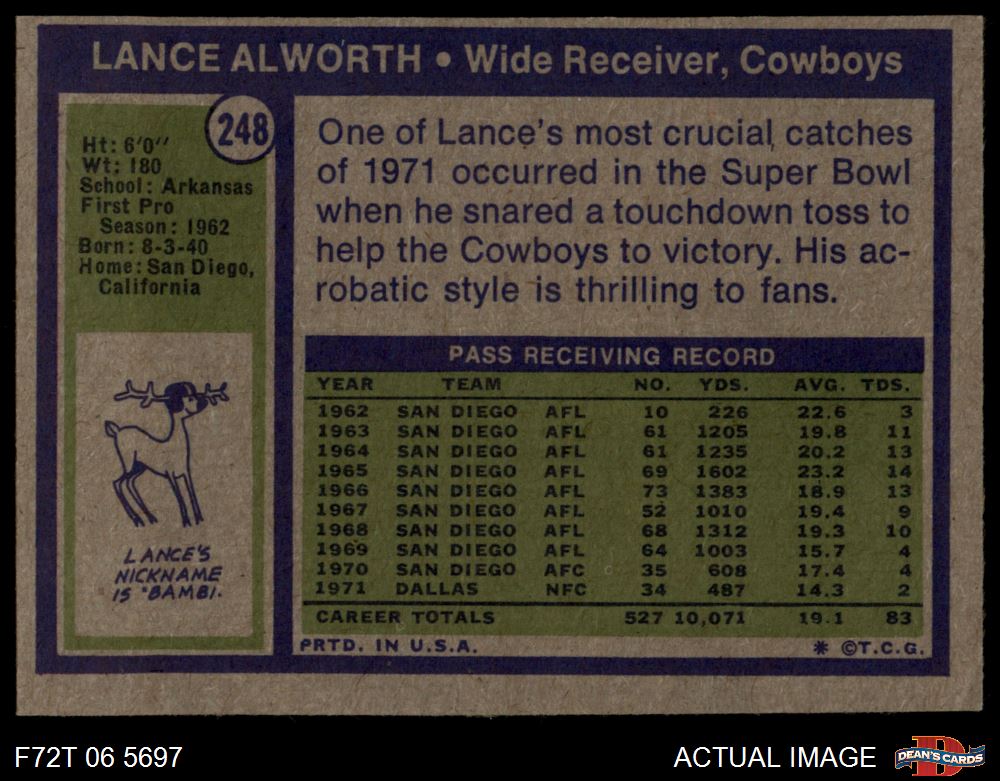 LANCE ALWORTH • Wide Receiver, Cowboys
248
Ht: 6'0"
Wt: 180
School: Arkansas
First Pro
Season: 1962
Born: 8-3-40
Home: San Diego,
California
LANCE'S
NICKNAME
IS "BAMBI.
One of Lance's most crucial catches
of 1971 occurred in the Super Bowl
when he snared a touchdown toss to
help the Cowboys to victory. His ac-
robatic style is thrilling to fans.
PASS RECEIVING RECORD
YEAR TEAM NO. YDS. AVG. TDS.
1962 SAN DIEGO AFL 10 226 22.6 3
1963 SAN DIEGO AFL 61 1205 19.8 11
1964 SAN DIEGO AFL 61 1235 20.2 13
1965 SAN DIEGO AFL 69 1602 23.2 14
1966 SAN DIEGO AFL 73 1383 18.9 13
1967 SAN DIEGO AFL 52 1010 19.4 9
1968 SAN DIEGO AFL 68 1312 19.3 10
1969 SAN DIEGO AFL 64 1003 15.7 4
1970 SAN DIEGO AFC 35 608 17.4 4
1971 DALLAS NFC 34 487 14.3 2
CAREER TOTALS 527 10,071 19.1 83
PRTD. IN U.S.A. * ©T.C.G.
F72T 06 5697 ACTUAL IMAGE
DEAN'S CARDS